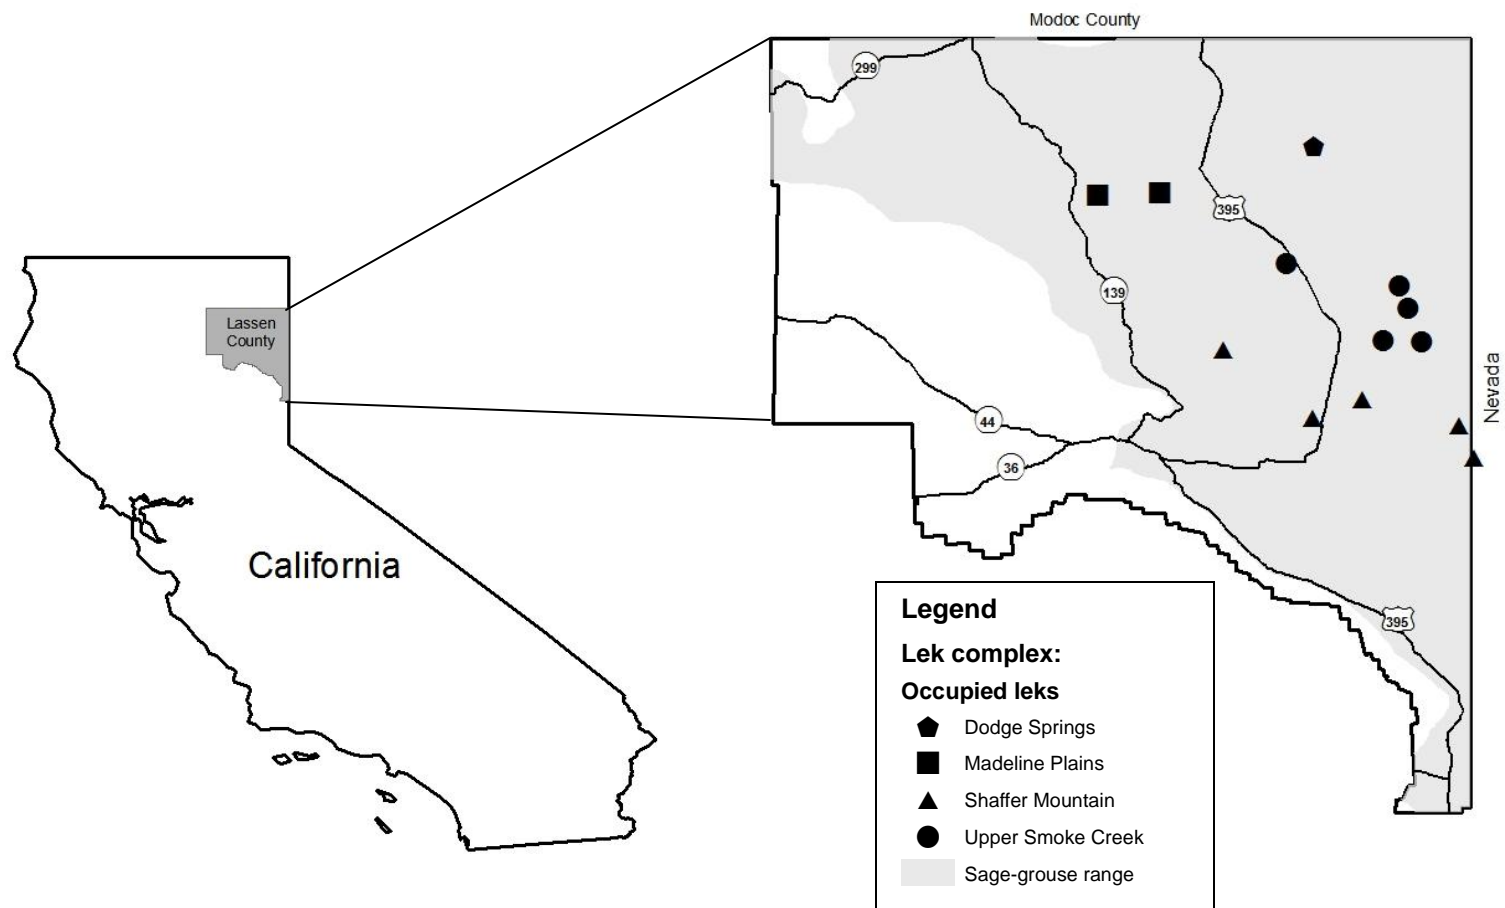 Modoc County
299
395
139
Lassen
County
Nevada
44
36
California
395
Legend
Lek complex:
Occupied leks
Dodge Springs
Madeline Plains
Shaffer Mountain
Upper Smoke Creek
Sage-grouse range